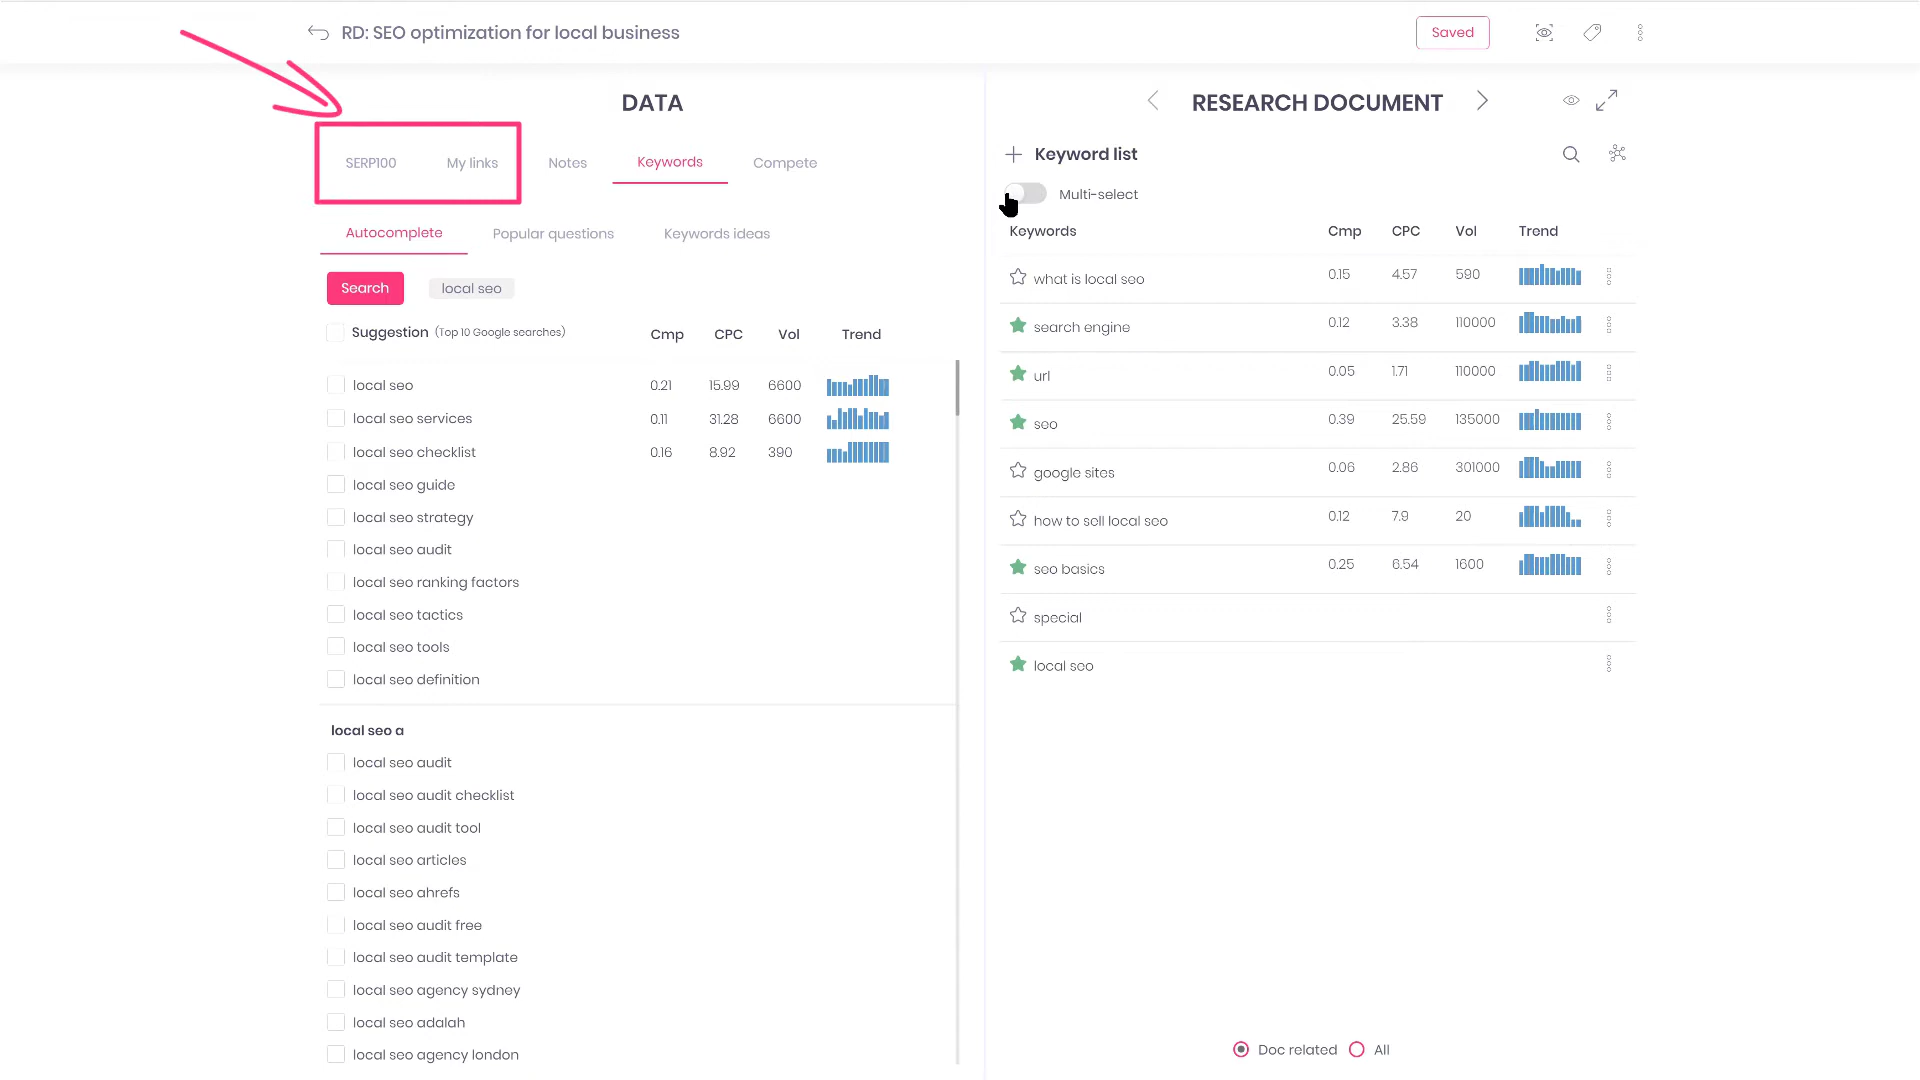 RD: SEO optimization for local business
Saved
DATA
SERP100 My links Notes Keywords Compete
Autocomplete Popular questions Keywords ideas
Search local seo
Suggestion (Top 10 Google searches) Cmp CPC Vol Trend
local seo 0.21 15.99 6600
local seo services 0.11 31.28 6600
local seo checklist 0.16 8.92 390
local seo guide
local seo strategy
local seo audit
local seo ranking factors
local seo tactics
local seo tools
local seo definition
local seo a
local seo audit
local seo audit checklist
local seo audit tool
local seo articles
local seo ahrefs
local seo audit free
local seo audit template
local seo agency sydney
local seo adalah
local seo agency london
RESEARCH DOCUMENT
Keyword list
Multi-select
Keywords Cmp CPC Vol Trend
what is local seo 0.15 4.57 590
search engine 0.12 3.38 110000
url 0.05 1.71 110000
seo 0.39 25.59 135000
google sites 0.06 2.86 301000
how to sell local seo 0.12 7.9 20
seo basics 0.25 6.54 1600
special
local seo
Doc related All